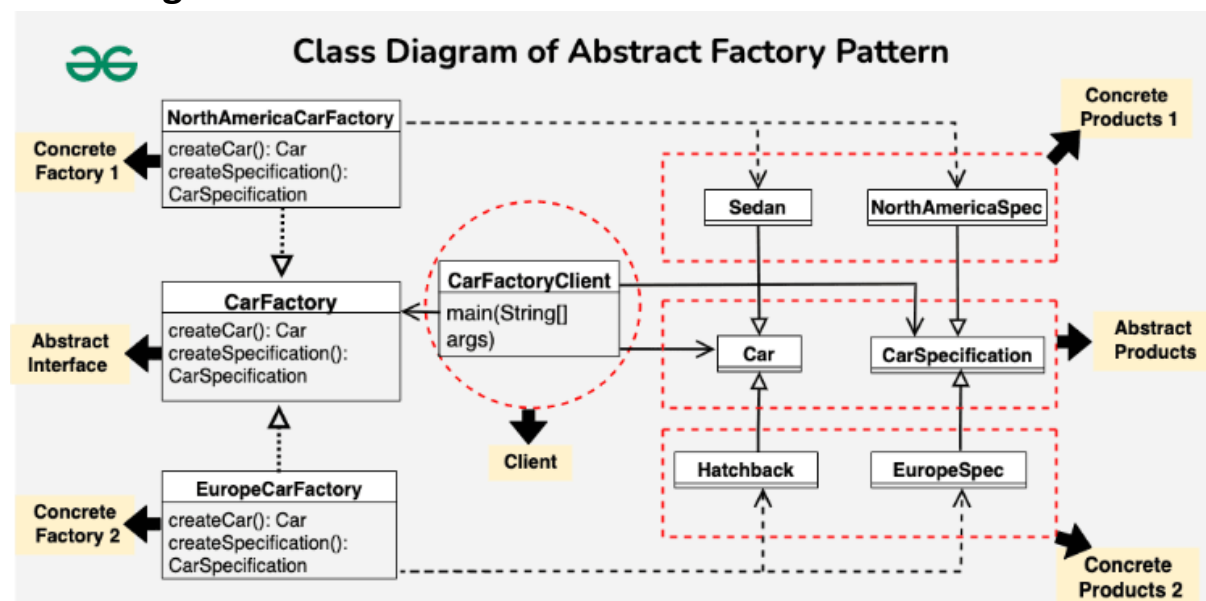 Class Diagram of Abstract Factory Pattern
NorthAmericaCarFactory
createCar(): Car
createSpecification():
CarSpecification
Concrete
Factory 1
Concrete
Products 1
Sedan
NorthAmericaSpec
CarFactoryClient
main(String[]
args)
CarFactory
createCar(): Car
createSpecification():
CarSpecification
Abstract
Interface
Car
CarSpecification
Abstract
Products
Client
Hatchback
EuropeSpec
EuropeCarFactory
createCar(): Car
createSpecification():
CarSpecification
Concrete
Factory 2
Concrete
Products 2